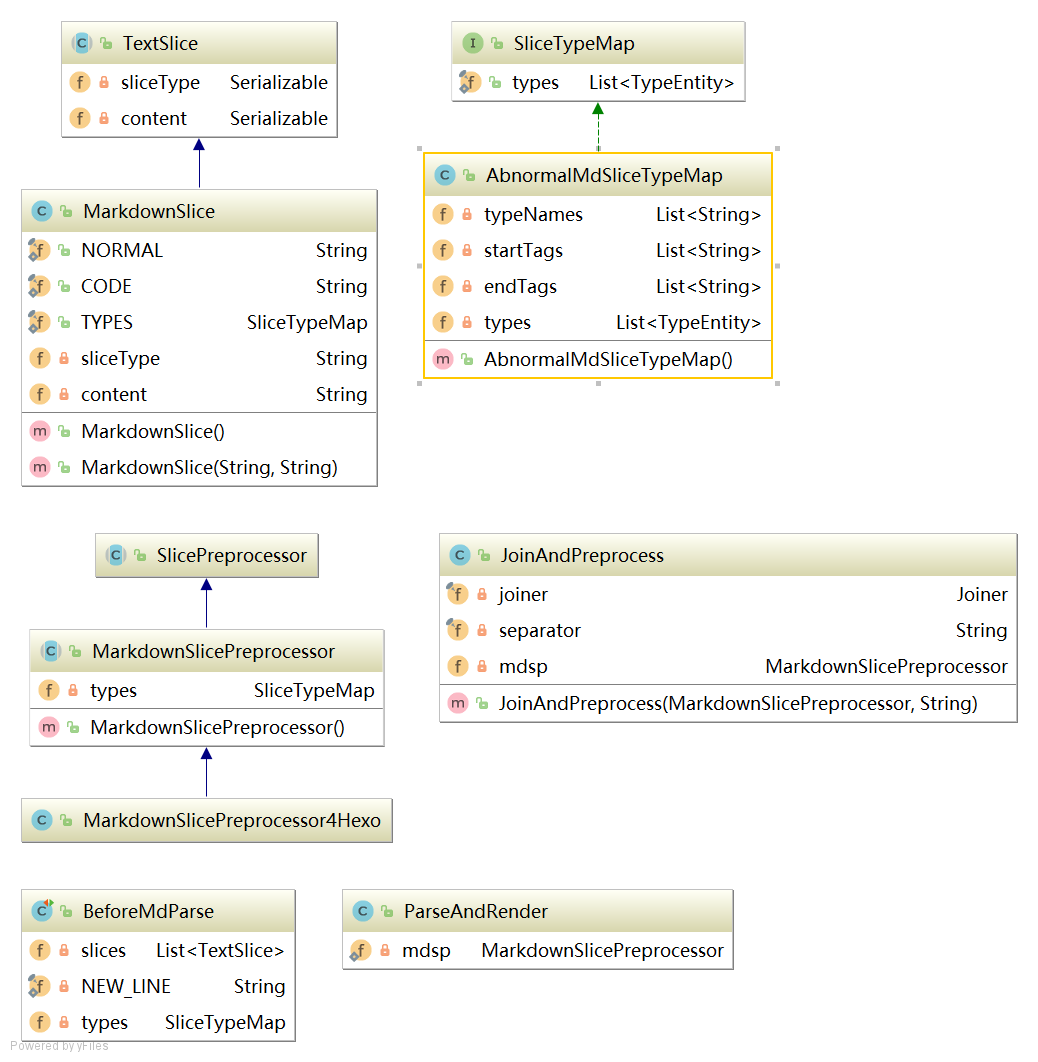 TextSlice
sliceType Serializable
content Serializable
SliceTypeMap
types List<TypeEntity>
MarkdownSlice
NORMAL String
CODE String
TYPES SliceTypeMap
sliceType String
content String
MarkdownSlice()
MarkdownSlice(String, String)
AbnormalMdSliceTypeMap
typeNames List<String>
startTags List<String>
endTags List<String>
types List<TypeEntity>
AbnormalMdSliceTypeMap()
SlicePreprocessor
MarkdownSlicePreprocessor
types SliceTypeMap
MarkdownSlicePreprocessor()
MarkdownSlicePreprocessor4Hexo
JoinAndPreprocess
joiner Joiner
separator String
mdsp MarkdownSlicePreprocessor
JoinAndPreprocess(MarkdownSlicePreprocessor, String)
BeforeMdParse
slices List<TextSlice>
NEW_LINE String
types SliceTypeMap
ParseAndRender
mdsp MarkdownSlicePreprocessor
Powered by yFiles